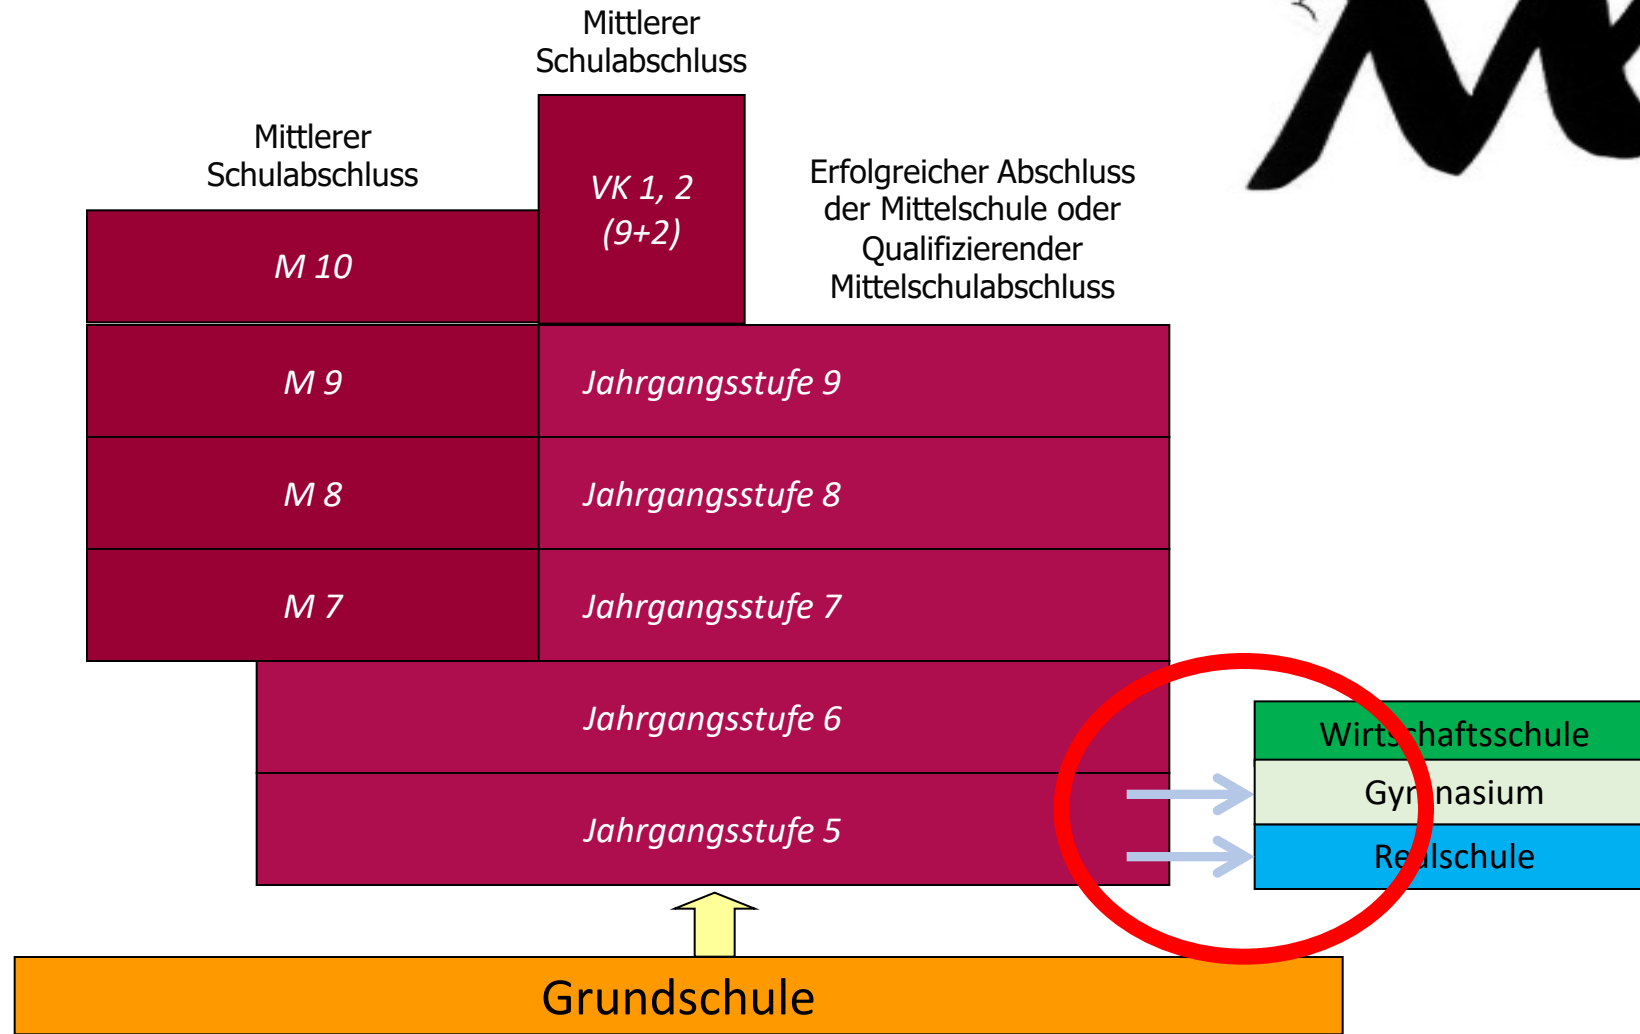 Mittlerer
Schulabschluss
Mittlerer
Schulabschluss
VK 1, 2
(9+2)
Erfolgreicher Abschluss
der Mittelschule oder
Qualifizierender
Mittelschulabschluss
M 10
M 9
Jahrgangsstufe 9
M 8
Jahrgangsstufe 8
M 7
Jahrgangsstufe 7
Jahrgangsstufe 6
Wirtschaftsschule
Gymnasium
Jahrgangsstufe 5
Realschule
Grundschule